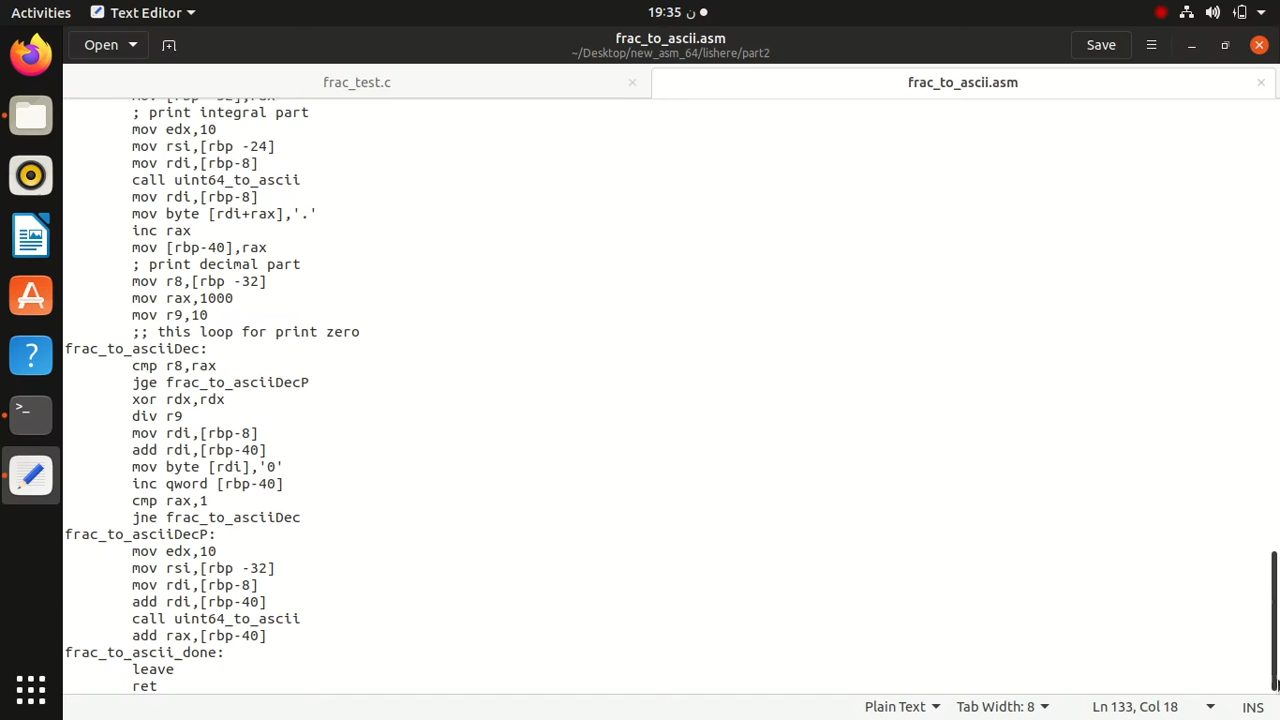 Activities Text Editor 19:35 ن
Open frac_to_ascii.asm Save
~/Desktop/new_asm_64/lishere/part2
frac_test.c frac_to_ascii.asm
; print integral part
mov edx,10
mov rsi,[rbp -24]
mov rdi,[rbp-8]
call uint64_to_ascii
mov rdi,[rbp-8]
mov byte [rdi+rax],'.'
inc rax
mov [rbp-40],rax
; print decimal part
mov r8,[rbp -32]
mov rax,1000
mov r9,10
;; this loop for print zero
frac_to_asciiDec:
cmp r8,rax
jge frac_to_asciiDecP
xor rdx,rdx
div r9
mov rdi,[rbp-8]
add rdi,[rbp-40]
mov byte [rdi],'0'
inc qword [rbp-40]
cmp rax,1
jne frac_to_asciiDec
frac_to_asciiDecP:
mov edx,10
mov rsi,[rbp -32]
mov rdi,[rbp-8]
add rdi,[rbp-40]
call uint64_to_ascii
add rax,[rbp-40]
frac_to_ascii_done:
leave
ret
Plain Text Tab Width: 8 Ln 133, Col 18 INS